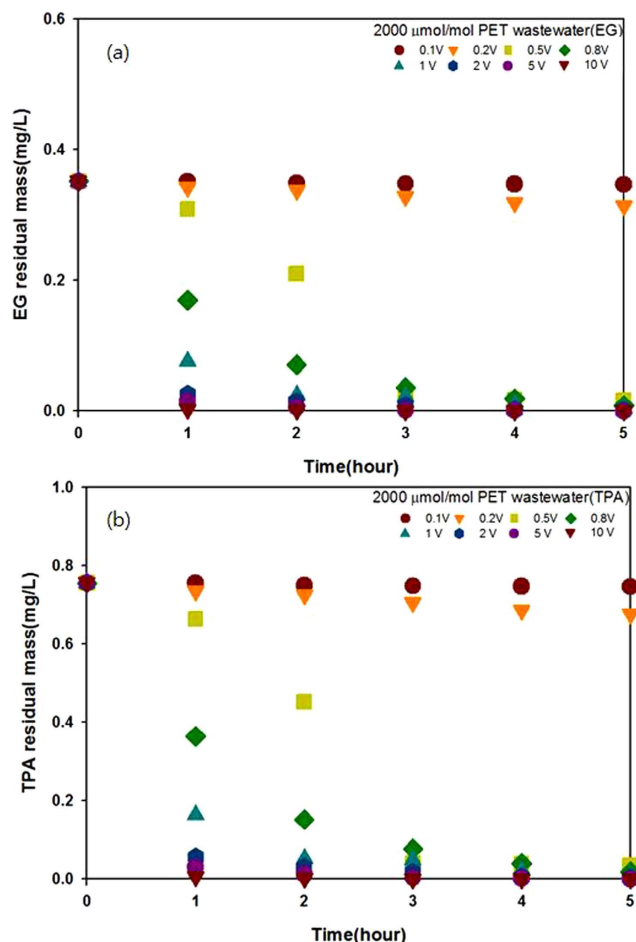 0.6
(a)
2000 μmol/mol PET wastewater(EG)
0.1V 0.2V 0.5V 0.8V
1 V 2 V 5 V 10 V
0.4
EG residual mass(mg/L)
0.2
0.0
0 1 2 3 4 5
Time(hour)
1.0
(b)
2000 μmol/mol PET wastewater(TPA)
0.1V 0.2V 0.5V 0.8V
1 V 2 V 5 V 10 V
0.8
0.6
TPA residual mass(mg/L)
0.4
0.2
0.0
0 1 2 3 4 5
Time(hour)